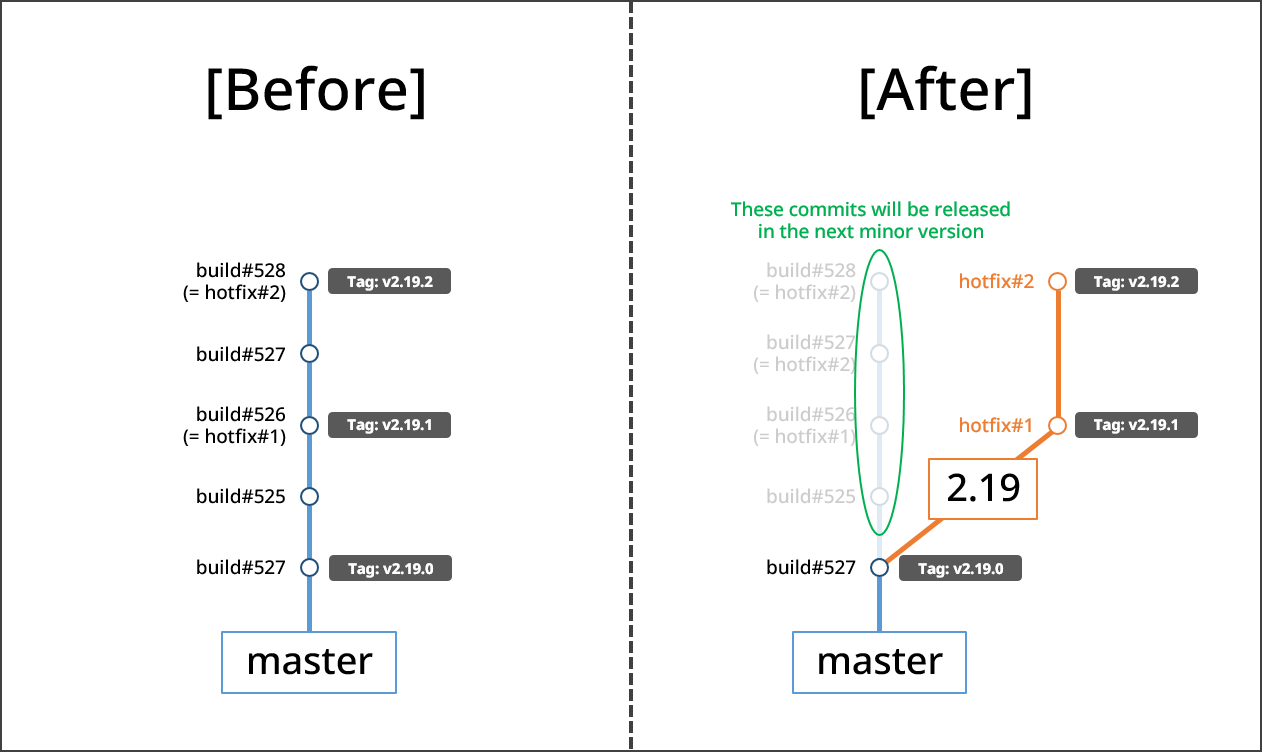 [Before]
build#528
(= hotfix#2)
Tag: v2.19.2
build#527
build#526
(= hotfix#1)
Tag: v2.19.1
build#525
build#527
Tag: v2.19.0
master
[After]
These commits will be released
in the next minor version
build#528
(= hotfix#2)
hotfix#2
Tag: v2.19.2
build#527
(= hotfix#2)
build#526
(= hotfix#1)
hotfix#1
Tag: v2.19.1
2.19
build#525
build#527
Tag: v2.19.0
master